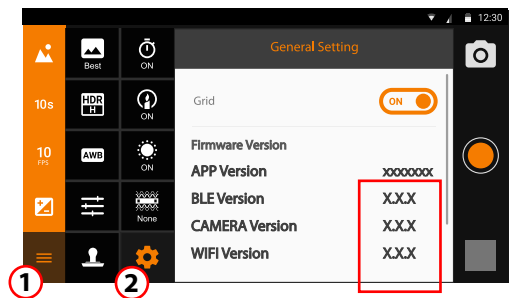 12:30
General Setting
Best
ON
10s
HDR
H
ON
Grid
ON
10
FPS
AWB
ON
Firmware Version
APP Version xxxxxxx
BLE Version X.X.X
None
CAMERA Version X.X.X
WIFI Version X.X.X
1
2